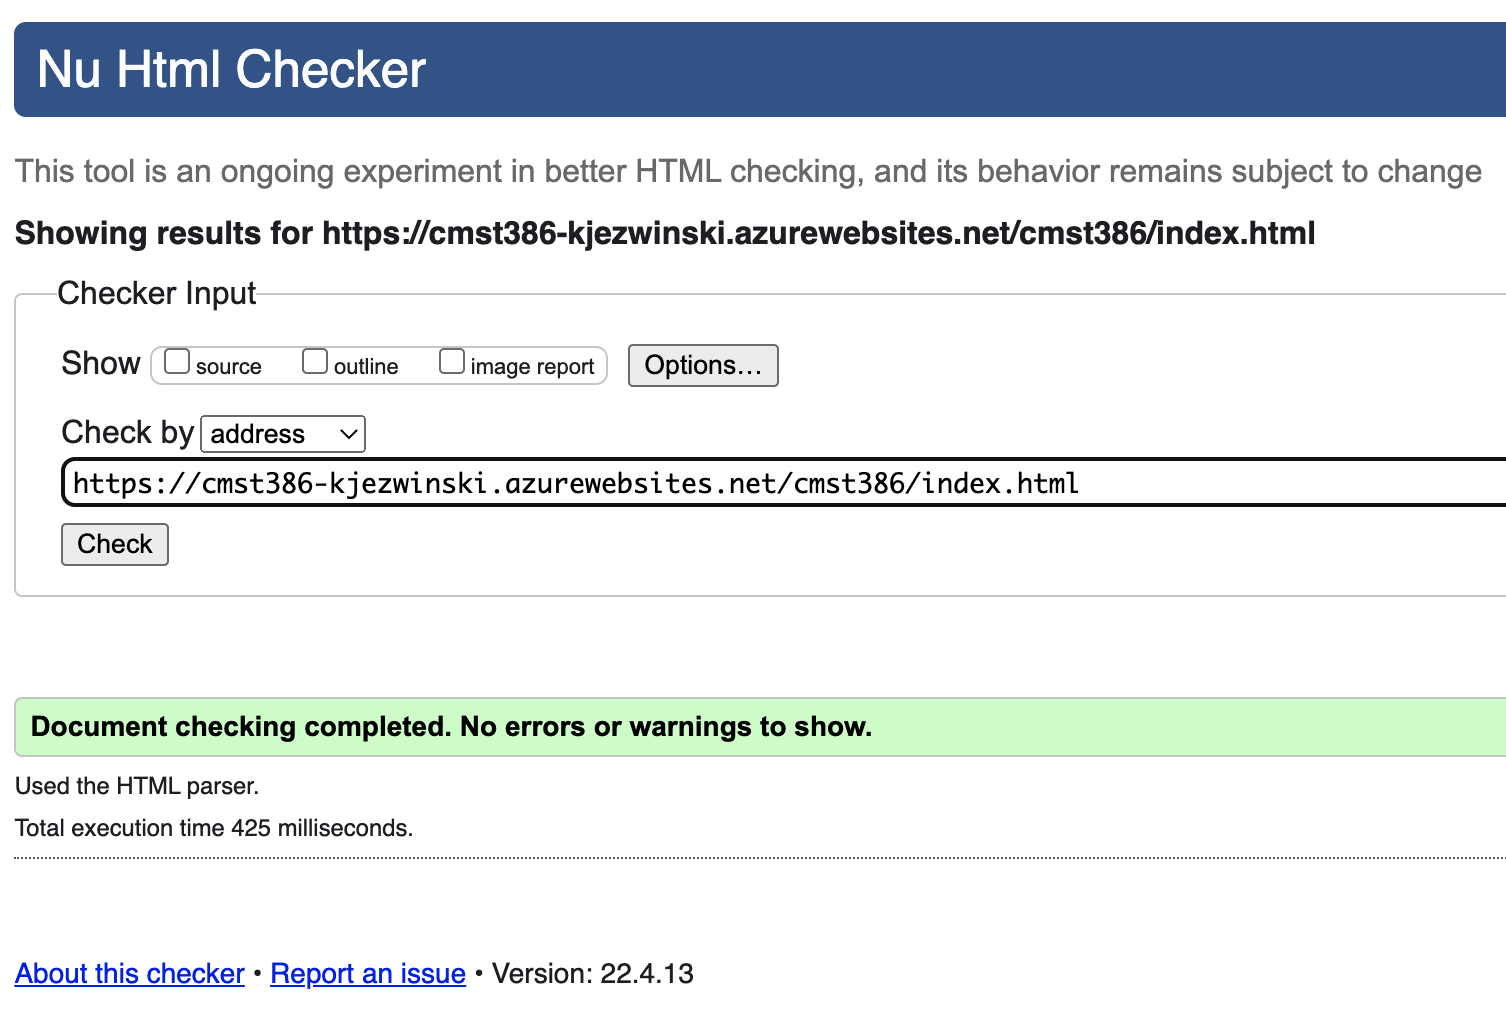 Nu Html Checker
This tool is an ongoing experiment in better HTML checking, and its behavior remains subject to change
Showing results for https://cmst386-kjezwinski.azurewebsites.net/cmst386/index.html
Checker Input
Show source outline image report Options…
Check by address
https://cmst386-kjezwinski.azurewebsites.net/cmst386/index.html
Check
Document checking completed. No errors or warnings to show.
Used the HTML parser.
Total execution time 425 milliseconds.
About this checker • Report an issue • Version: 22.4.13